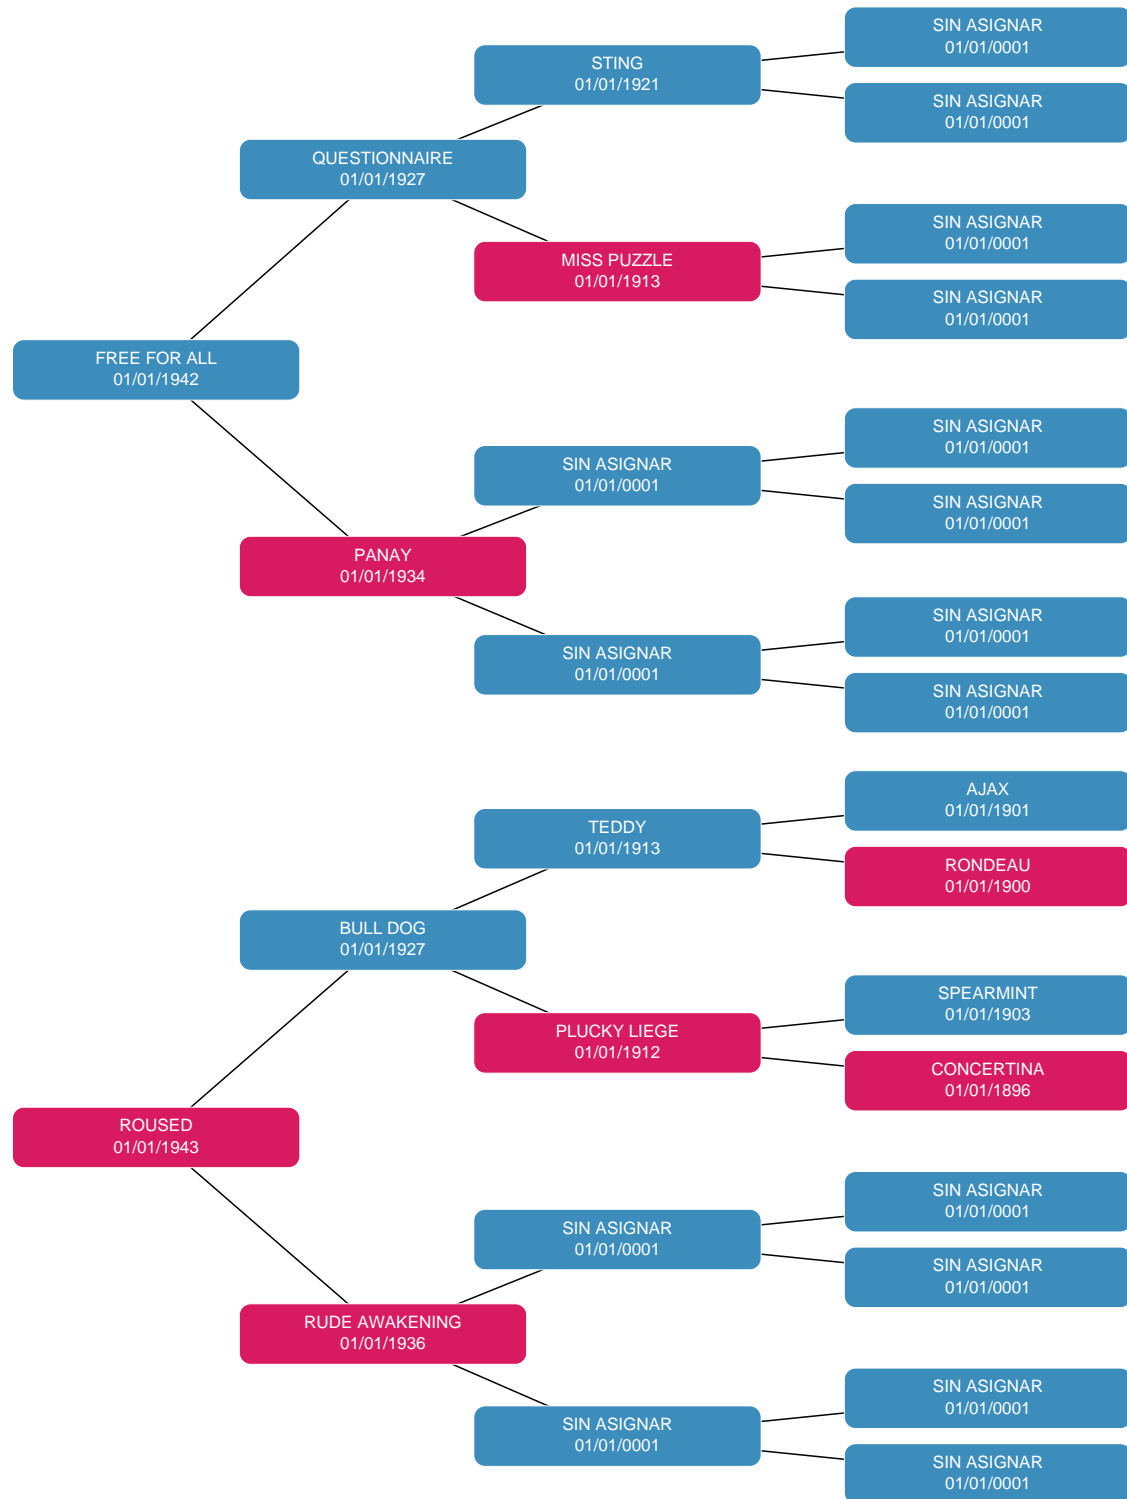 SIN ASIGNAR
01/01/0001
STING
01/01/1921
SIN ASIGNAR
01/01/0001
QUESTIONNAIRE
01/01/1927
SIN ASIGNAR
01/01/0001
MISS PUZZLE
01/01/1913
SIN ASIGNAR
01/01/0001
FREE FOR ALL
01/01/1942
SIN ASIGNAR
01/01/0001
SIN ASIGNAR
01/01/0001
SIN ASIGNAR
01/01/0001
PANAY
01/01/1934
SIN ASIGNAR
01/01/0001
SIN ASIGNAR
01/01/0001
SIN ASIGNAR
01/01/0001
AJAX
01/01/1901
TEDDY
01/01/1913
RONDEAU
01/01/1900
BULL DOG
01/01/1927
SPEARMINT
01/01/1903
PLUCKY LIEGE
01/01/1912
CONCERTINA
01/01/1896
ROUSED
01/01/1943
SIN ASIGNAR
01/01/0001
SIN ASIGNAR
01/01/0001
SIN ASIGNAR
01/01/0001
RUDE AWAKENING
01/01/1936
SIN ASIGNAR
01/01/0001
SIN ASIGNAR
01/01/0001
SIN ASIGNAR
01/01/0001